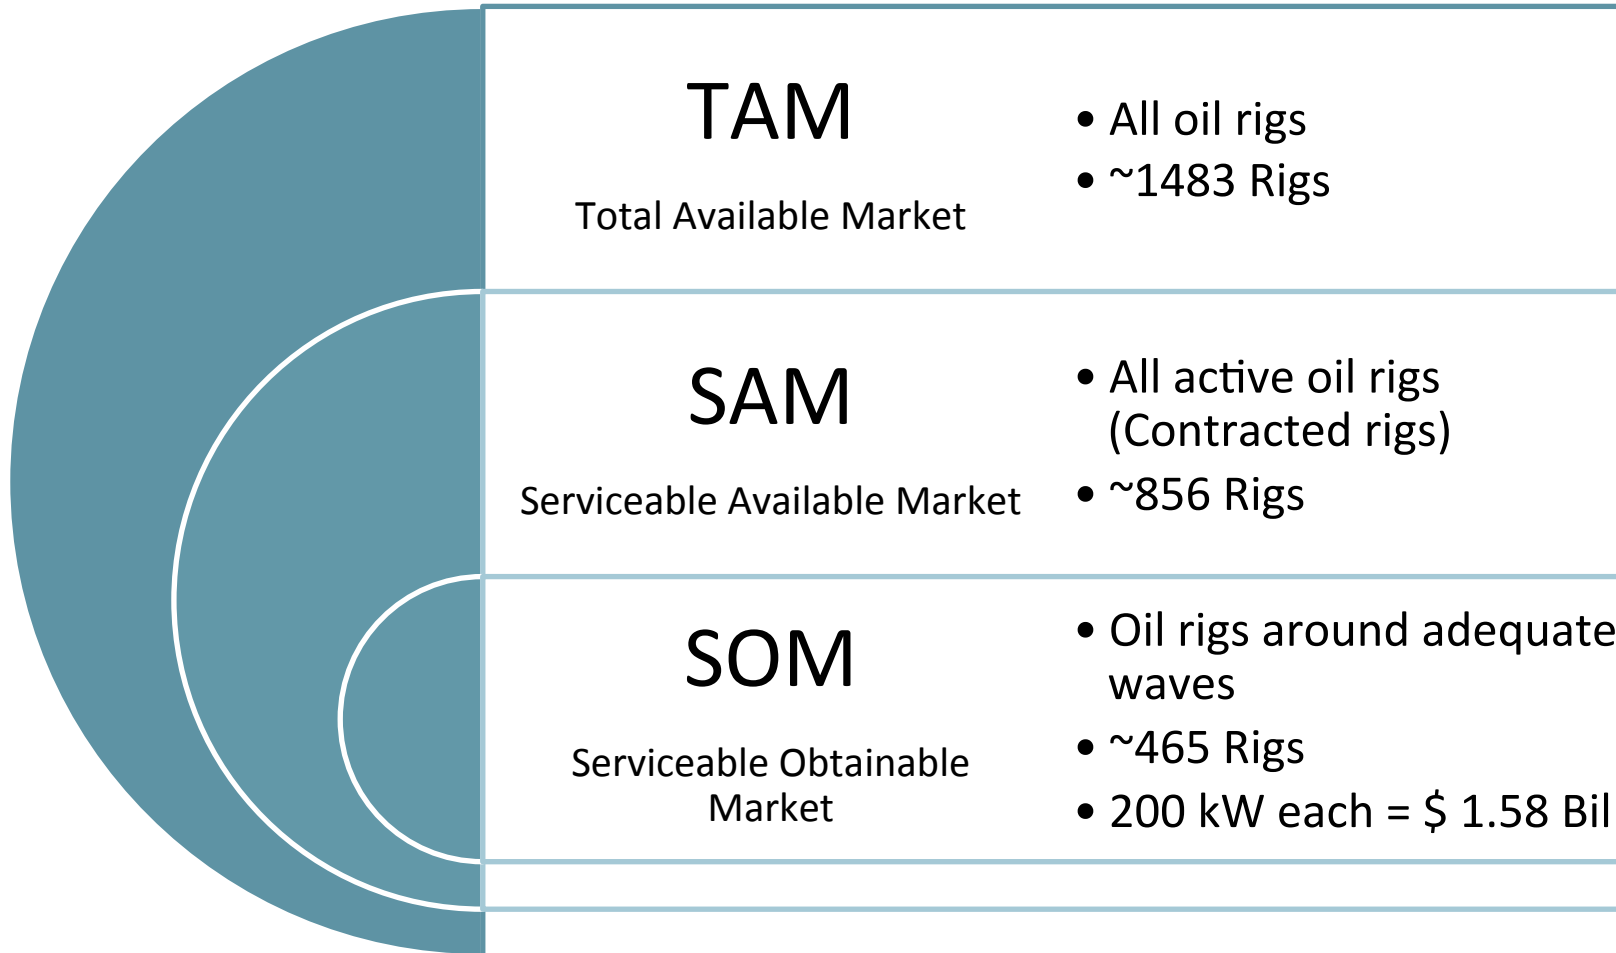 TAM
Total Available Market
• All oil rigs
• ~1483 Rigs
SAM
Serviceable Available Market
• All active oil rigs
(Contracted rigs)
• ~856 Rigs
SOM
Serviceable Obtainable
Market
• Oil rigs around adequate
waves
• ~465 Rigs
• 200 kW each = $ 1.58 Bil